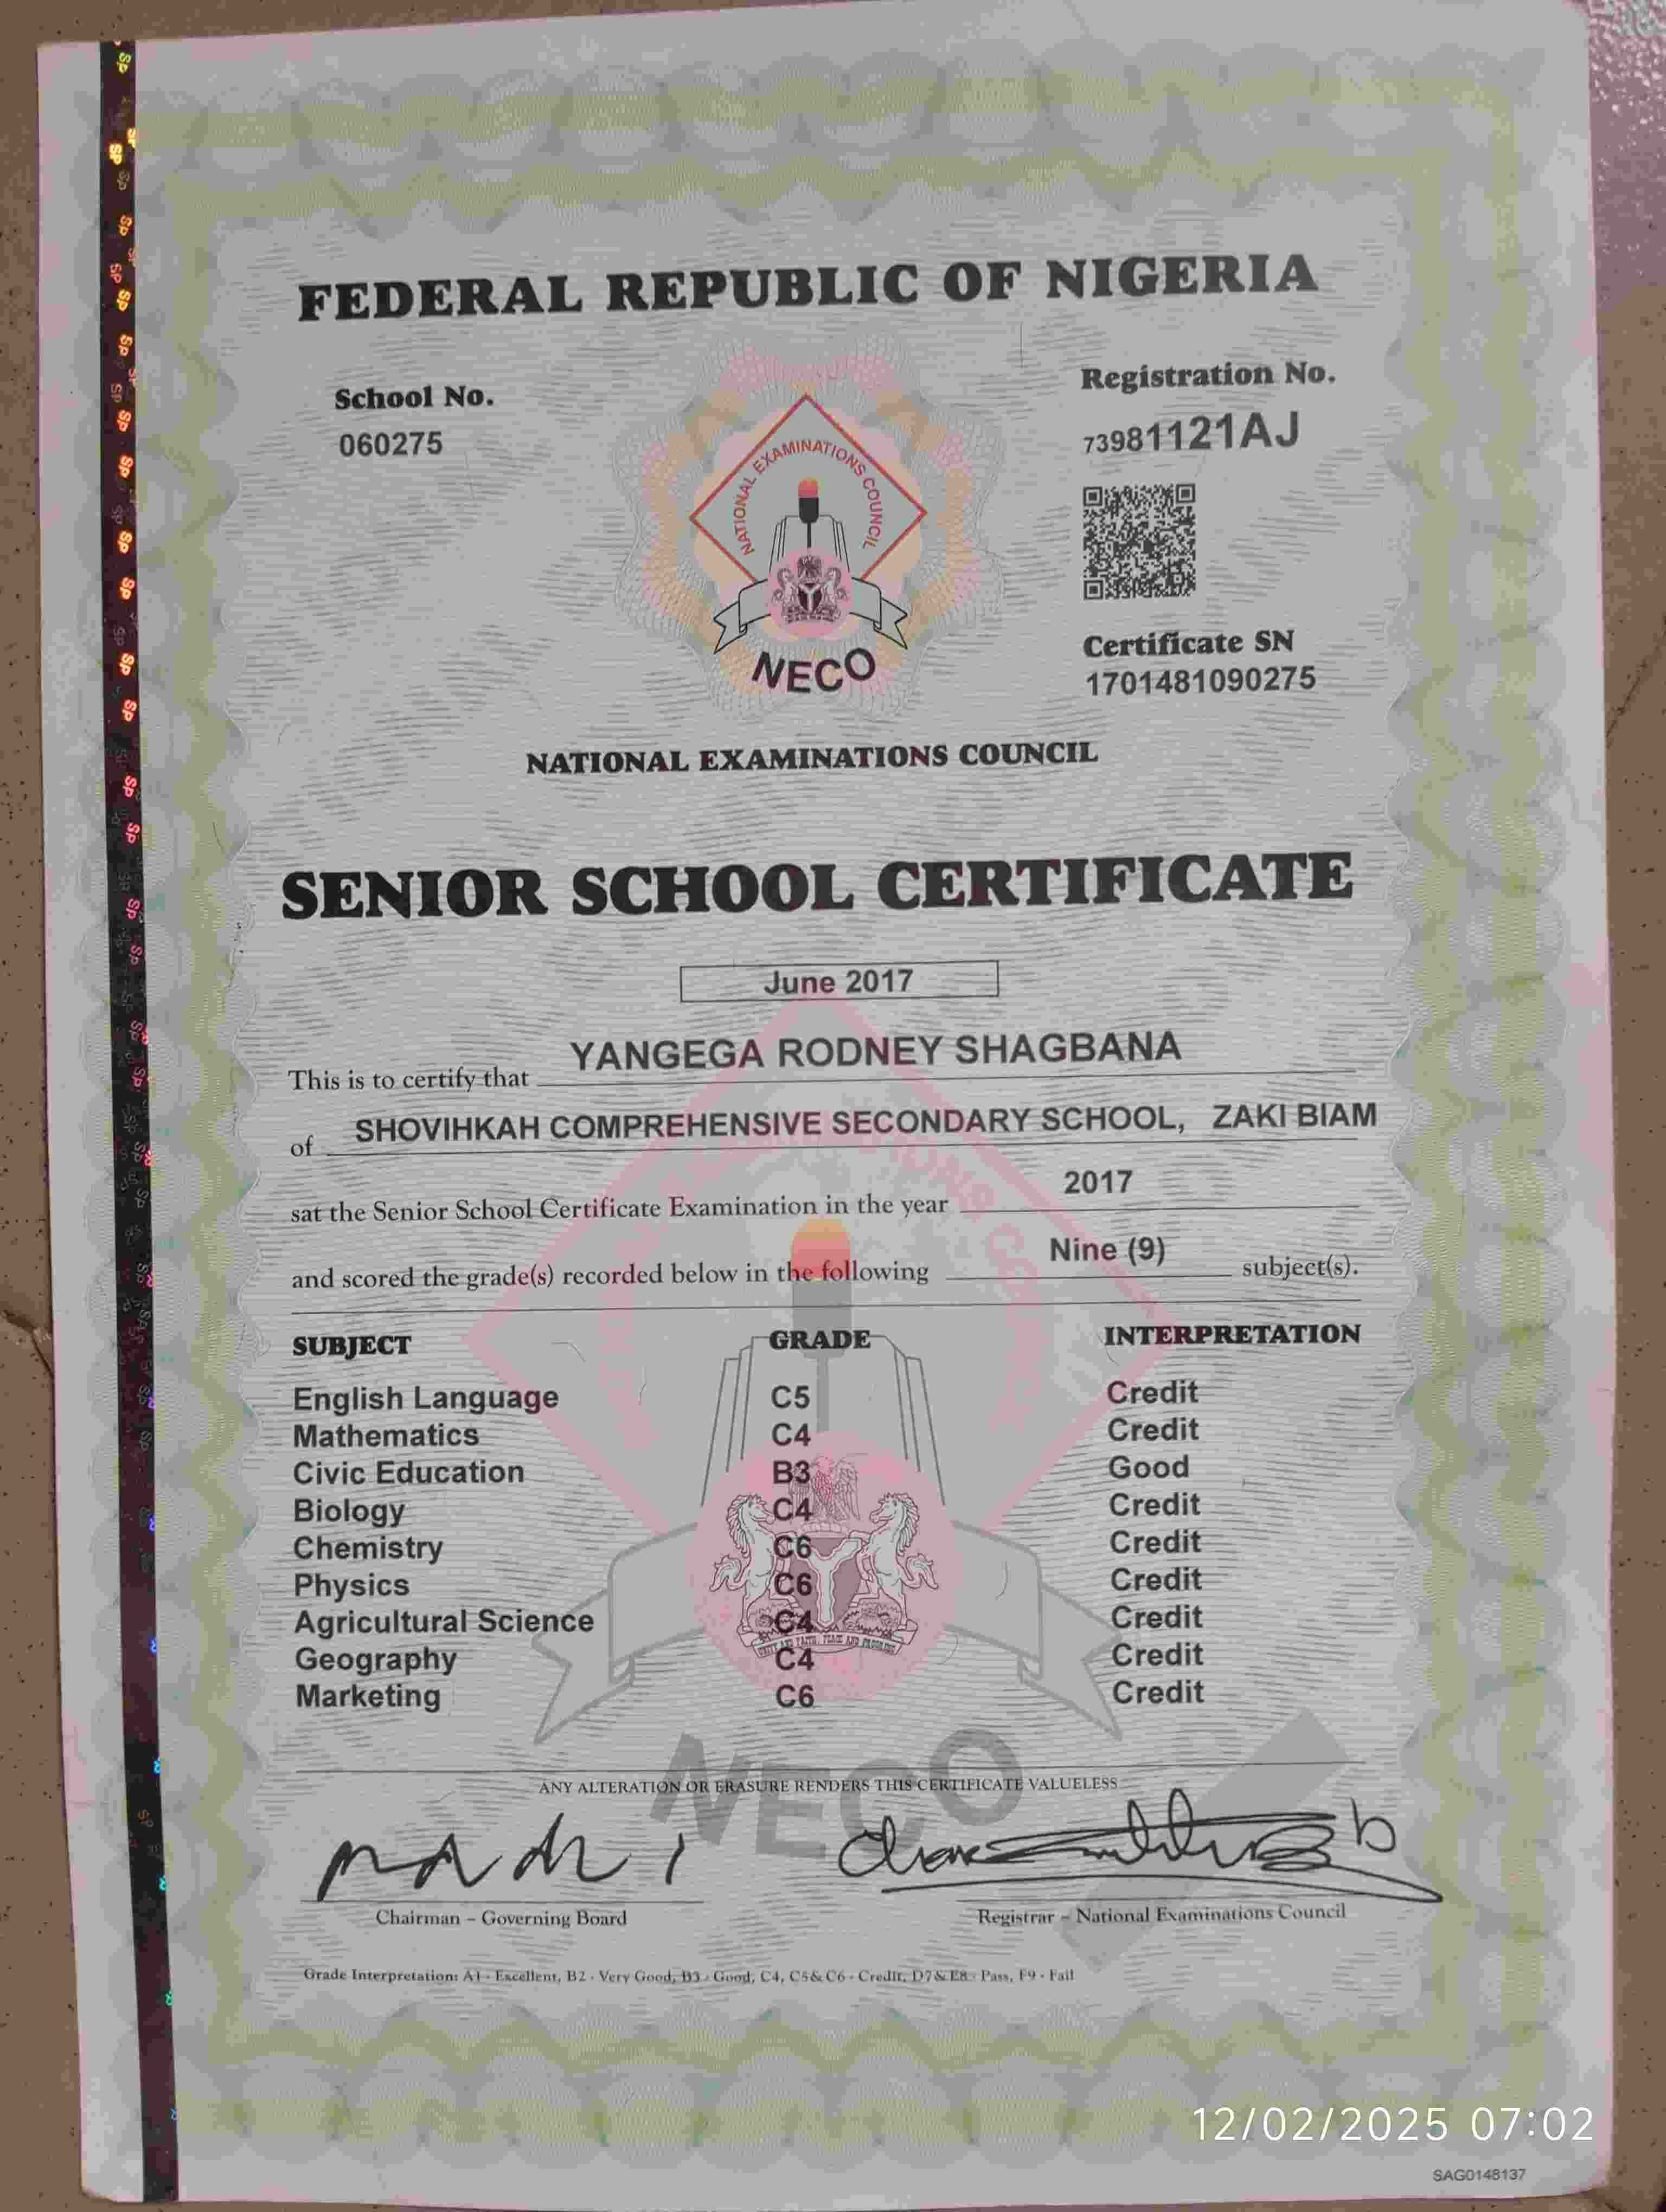 FEDERAL REPUBLIC OF NIGERIA
School No.
060275
Registration No.
73981121AJ
NATIONAL EXAMINATIONS COUNCIL
NECO
Certificate SN
1701481090275
NATIONAL EXAMINATIONS COUNCIL
SENIOR SCHOOL CERTIFICATE
June 2017
This is to certify that YANGEGA RODNEY SHAGBANA
of SHOVIHKAH COMPREHENSIVE SECONDARY SCHOOL, ZAKI BIAM
sat the Senior School Certificate Examination in the year 2017
and scored the grade(s) recorded below in the following Nine (9) subject(s).
SUBJECT GRADE INTERPRETATION
English Language C5 Credit
Mathematics C4 Credit
Civic Education B3 Good
Biology C4 Credit
Chemistry C6 Credit
Physics C6 Credit
Agricultural Science C4 Credit
Geography C4 Credit
Marketing C6 Credit
UNITY AND FAITH, PEACE AND PROGRESS
NECO
ANY ALTERATION OR ERASURE RENDERS THIS CERTIFICATE VALUELESS
Chairman - Governing Board
Registrar - National Examinations Council
Grade Interpretation: A1 - Excellent, B2 - Very Good, B3 - Good, C4, C5 & C6 - Credit, D7 & E8 - Pass, F9 - Fail
12/02/2025 07:02
SAG0148137